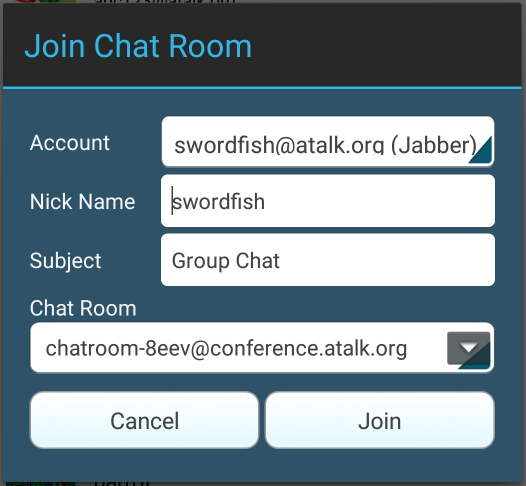 Join Chat Room
Account
swordfish@atalk.org (Jabber)
Nick Name
swordfish
Subject
Group Chat
Chat Room
chatroom-8eev@conference.atalk.org
Cancel
Join